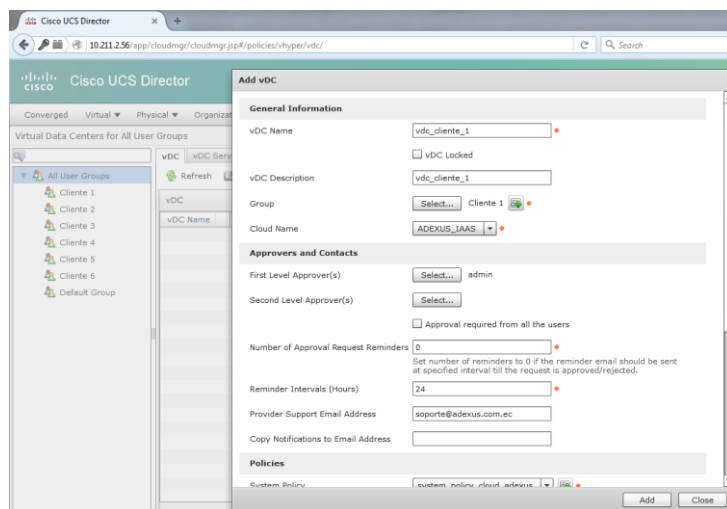 Cisco UCS Director
10.211.2.56/app/cloudmgr/cloudmgr.jsp#/policies/vhyper/vdc/
Search
cisco Cisco UCS Director
Converged Virtual Physical Organizat
Virtual Data Centers for All User Groups
vDC vDC Serv
All User Groups
Refresh
Cliente 1
Cliente 2
Cliente 3
Cliente 4
Cliente 5
Cliente 6
Default Group
vDC
vDC Name
Add vDC
General Information
vDC Name vdc_cliente_1
vDC Locked
vDC Description vdc_cliente_1
Group Select... Cliente 1
Cloud Name ADEXUS_IAAS
Approvers and Contacts
First Level Approver(s) Select... admin
Second Level Approver(s) Select...
Approval required from all the users
Number of Approval Request Reminders 0
Set number of reminders to 0 if the reminder email should be sent
at specified interval till the request is approved/rejected.
Reminder Intervals (Hours) 24
Provider Support Email Address soporte@adexus.com.ec
Copy Notifications to Email Address
Policies
System Policy system_policy_cloud_adexus
Add Close